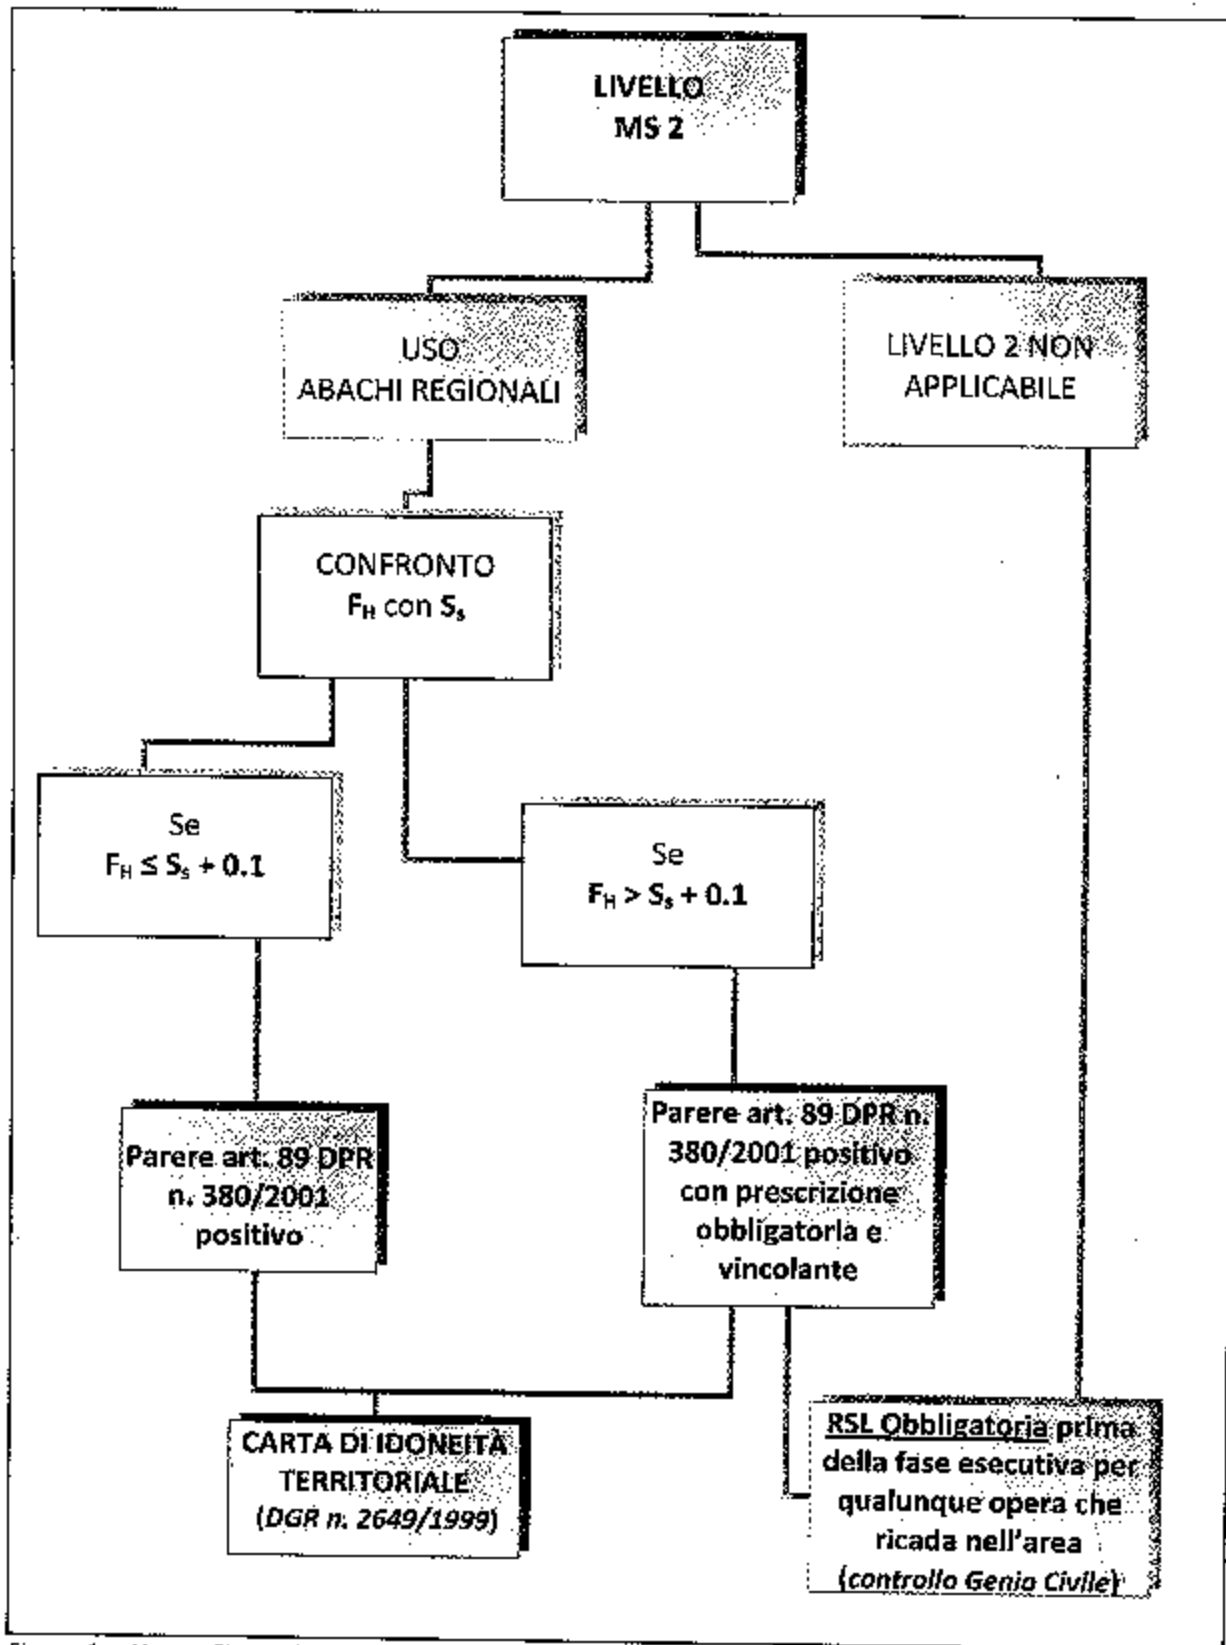 LIVELLO
MS 2
USO
ABACHI REGIONALI
LIVELLO 2 NON
APPLICABILE
CONFRONTO
F_H con S_s
Se
F_H ≤ S_s + 0.1
Se
F_H > S_s + 0.1
Parere art. 89 DPR
n. 380/2001
positivo
Parere art. 89 DPR n.
380/2001 positivo
con prescrizione
obbligatoria e
vincolante
CARTA DI IDONEITÀ
TERRITORIALE
(DGR n. 2649/1999)
RSL Obbligatoria prima
della fase esecutiva per
qualunque opera che
ricada nell'area
(controllo Genio Civile)